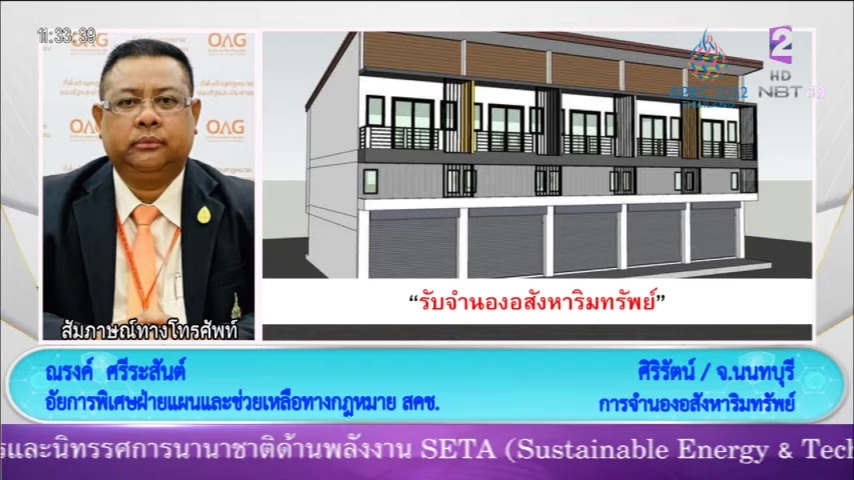 11:33:39
OAG
OAG
OAG
2
HD
NBT
APEC 2022
THAILAND
“รับจำนองอสังหาริมทรัพย์”
สัมภาษณ์ทางโทรศัพท์
ณรงค์ ศรีระสันต์
อัยการพิเศษฝ่ายแผนและช่วยเหลือทางกฎหมาย สคช.
ศิริรัตน์ / จ.นนทบุรี
การจำนองอสังหาริมทรัพย์
รและนิทรรศการนานาชาติด้านพลังงาน SETA (Sustainable Energy & Tech